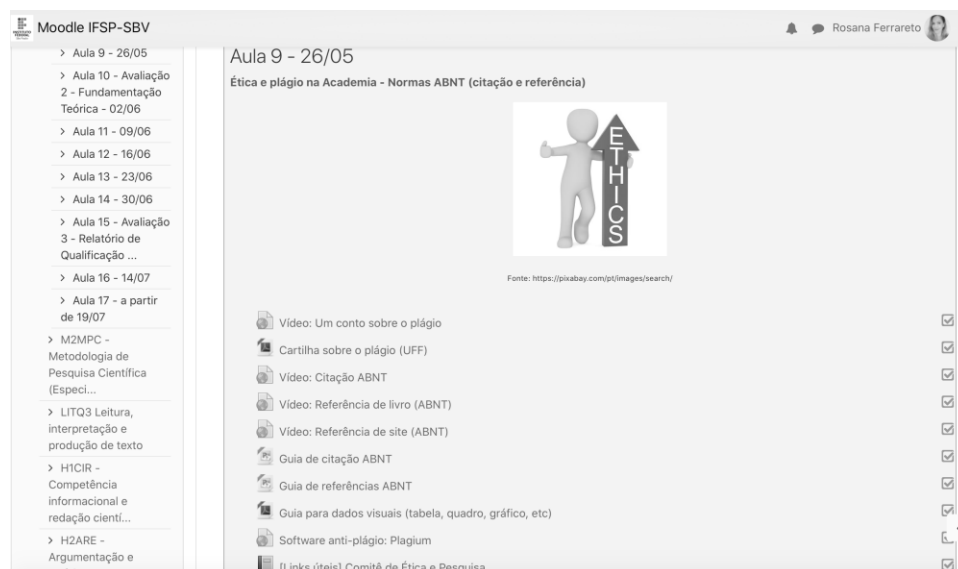 Moodle IFSP-SBV
Rosana Ferrareto
> Aula 9 - 26/05
> Aula 10 - Avaliação
2 - Fundamentação
Teórica - 02/06
> Aula 11 - 09/06
> Aula 12 - 16/06
> Aula 13 - 23/06
> Aula 14 - 30/06
> Aula 15 - Avaliação
3 - Relatório de
Qualificação ...
> Aula 16 - 14/07
> Aula 17 - a partir
de 19/07
> M2MPC -
Metodologia de
Pesquisa Científica
(Especi...
> LITQ3 Leitura,
interpretação e
produção de texto
> H1CIR -
Competência
informacional e
redação cientí...
> H2ARE -
Argumentação e
Aula 9 - 26/05
Ética e plágio na Academia - Normas ABNT (citação e referência)
ETHICS
Fonte: https://pixabay.com/pt/images/search/
Vídeo: Um conto sobre o plágio
Cartilha sobre o plágio (UFF)
Vídeo: Citação ABNT
Vídeo: Referência de livro (ABNT)
Vídeo: Referência de site (ABNT)
Guia de citação ABNT
Guia de referências ABNT
Guia para dados visuais (tabela, quadro, gráfico, etc)
Software anti-plágio: Plagium
[Links úteis] Comitê de Ética e Pesquisa